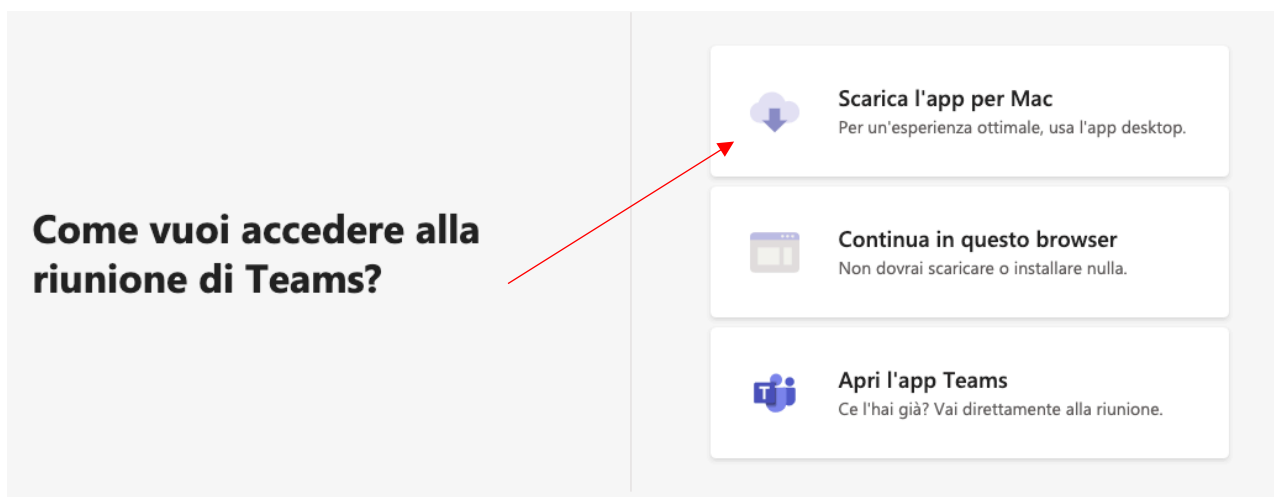 Come vuoi accedere alla
riunione di Teams?
Scarica l'app per Mac
Per un'esperienza ottimale, usa l'app desktop.
Continua in questo browser
Non dovrai scaricare o installare nulla.
Apri l'app Teams
Ce l'hai già? Vai direttamente alla riunione.